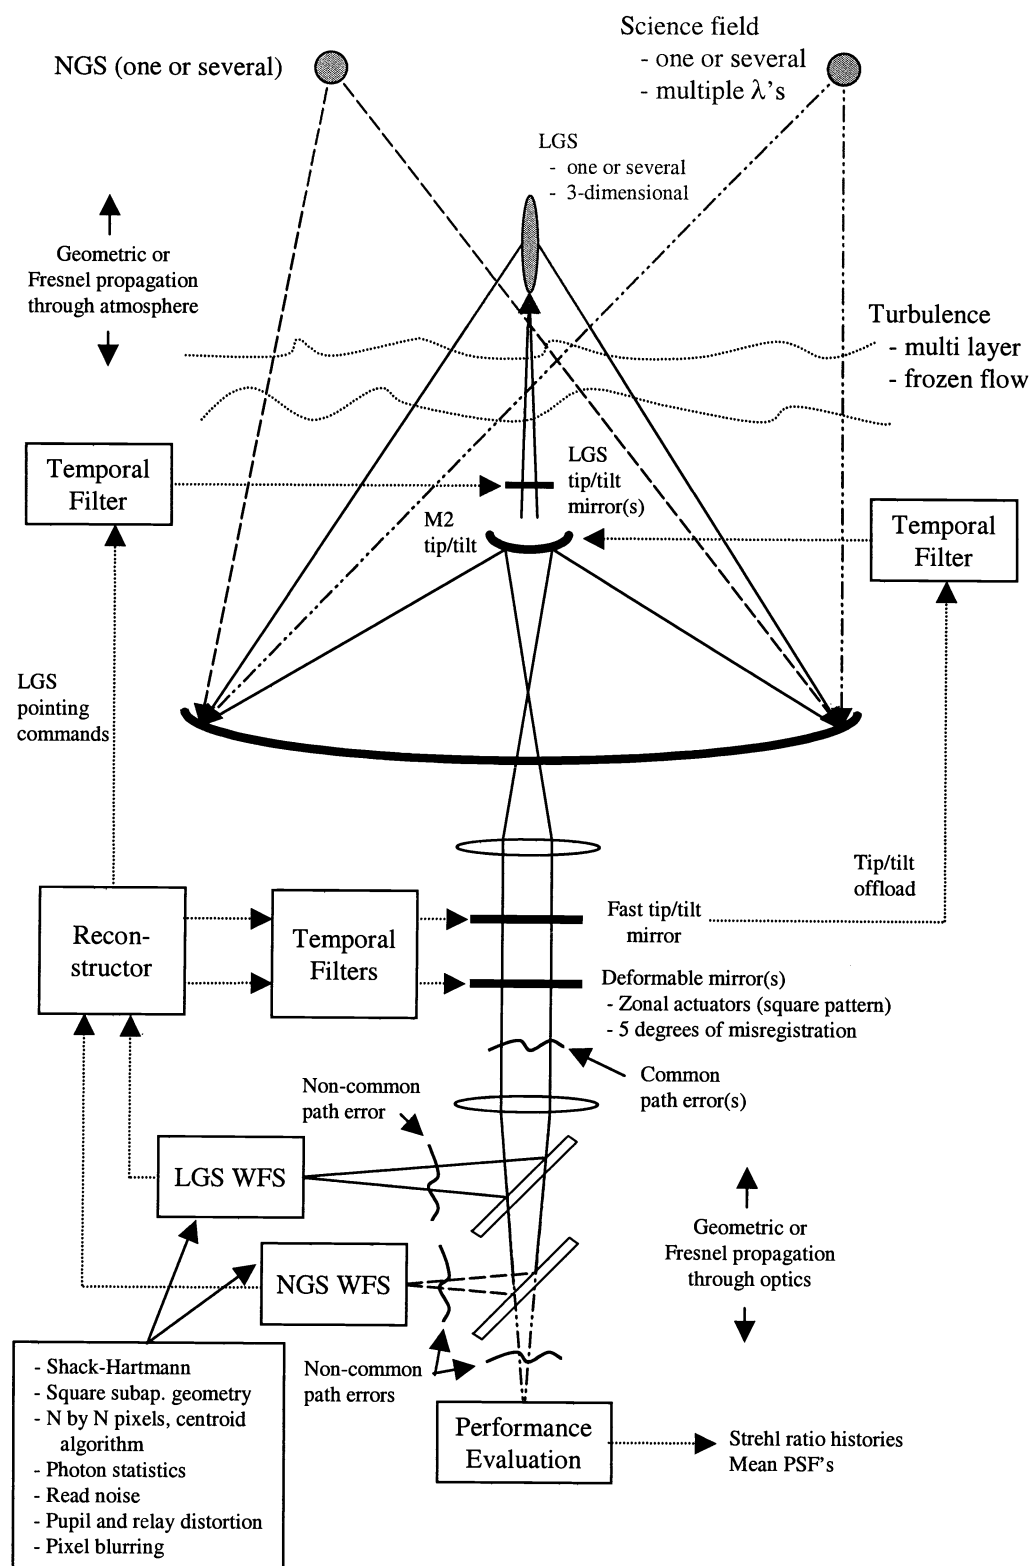 NGS (one or several)
Science field
- one or several
- multiple λ's
LGS
- one or several
- 3-dimensional
Geometric or
Fresnel propagation
through atmosphere
Turbulence
- multi layer
- frozen flow
Temporal
Filter
LGS
tip/tilt
mirror(s)
M2
tip/tilt
Temporal
Filter
LGS
pointing
commands
Tip/tilt
offload
Recon-
structor
Temporal
Filters
Fast tip/tilt
mirror
Deformable mirror(s)
- Zonal actuators (square pattern)
- 5 degrees of misregistration
Common
path error(s)
Non-common
path error
LGS WFS
Geometric or
Fresnel propagation
through optics
NGS WFS
Non-common
path errors
- Shack-Hartmann
- Square subap. geometry
- N by N pixels, centroid
algorithm
- Photon statistics
- Read noise
- Pupil and relay distortion
- Pixel blurring
Performance
Evaluation
Strehl ratio histories
Mean PSF's